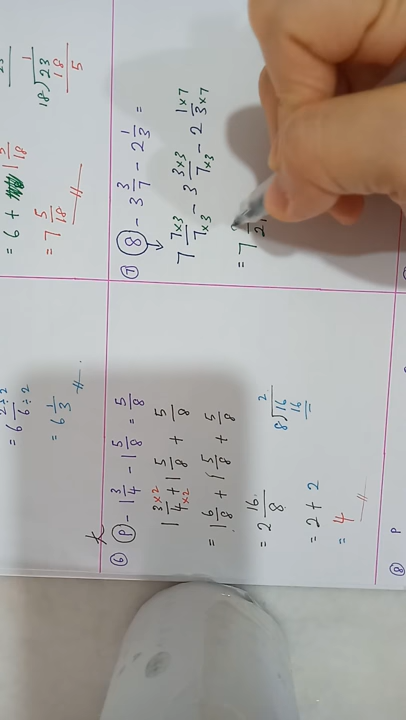 = 6 +
= 7 5/18
1
18)23
18
5
= 6 2÷2/6÷2
= 6 1/3
⑥ P - 1 3/4 - 1 5/8 = 5/8
1 3×2/4×2 + 1 5/8 + 5/8
= 1 6/8 + 1 5/8 + 5/8
= 2 16/8
2
8)16
16
= 2 + 2
= 4
⑦ 8 - 3 3/7 - 2 1/3 =
7 7×3/7×3 - 3 3×3/7×3 - 2 1×7/3×7
= 7
⑧ P